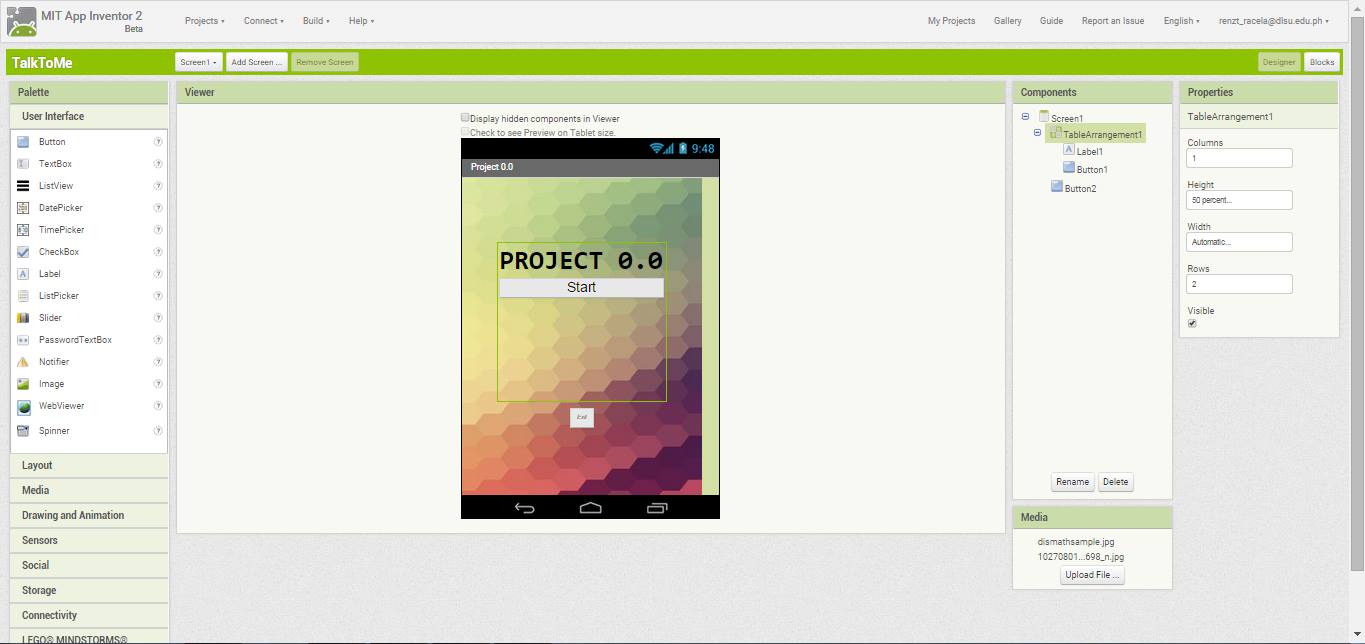 MIT App Inventor 2
Beta
Projects Connect Build Help
My Projects Gallery Guide Report an Issue English renzt_racela@dlsu.edu.ph
TalkToMe
Screen1 Add Screen ... Remove Screen
Designer Blocks
Palette
User Interface
Button
TextBox
ListView
DatePicker
TimePicker
CheckBox
Label
ListPicker
Slider
PasswordTextBox
Notifier
Image
WebViewer
Spinner
Layout
Media
Drawing and Animation
Sensors
Social
Storage
Connectivity
LEGO® MINDSTORMS®
Viewer
Display hidden components in Viewer
Check to see Preview on Tablet size.
9:48
Project 0.0
PROJECT 0.0
Start
Exit
Components
Screen1
TableArrangement1
Label1
Button1
Button2
Rename Delete
Media
dismathsample.jpg
10270801...698_n.jpg
Upload File ...
Properties
TableArrangement1
Columns
1
Height
50 percent...
Width
Automatic...
Rows
2
Visible